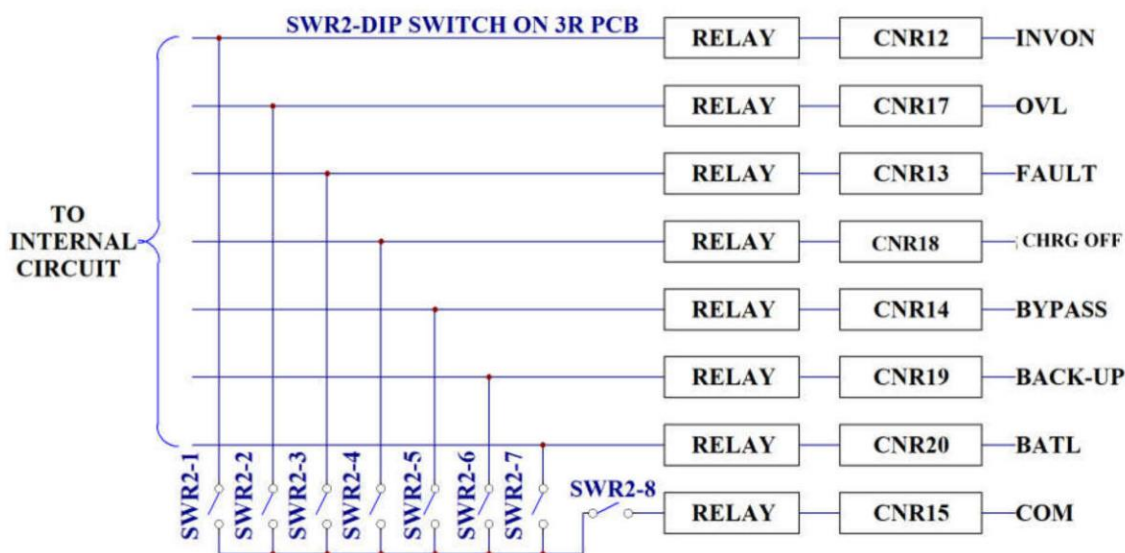 SWR2-DIP SWITCH ON 3R PCB
RELAY CNR12 INVON
RELAY CNR17 OVL
RELAY CNR13 FAULT
RELAY CNR18 CHRG OFF
RELAY CNR14 BYPASS
RELAY CNR19 BACK-UP
RELAY CNR20 BATL
RELAY CNR15 COM
TO
INTERNAL
CIRCUIT
SWR2-1
SWR2-2
SWR2-3
SWR2-4
SWR2-5
SWR2-6
SWR2-7
SWR2-8